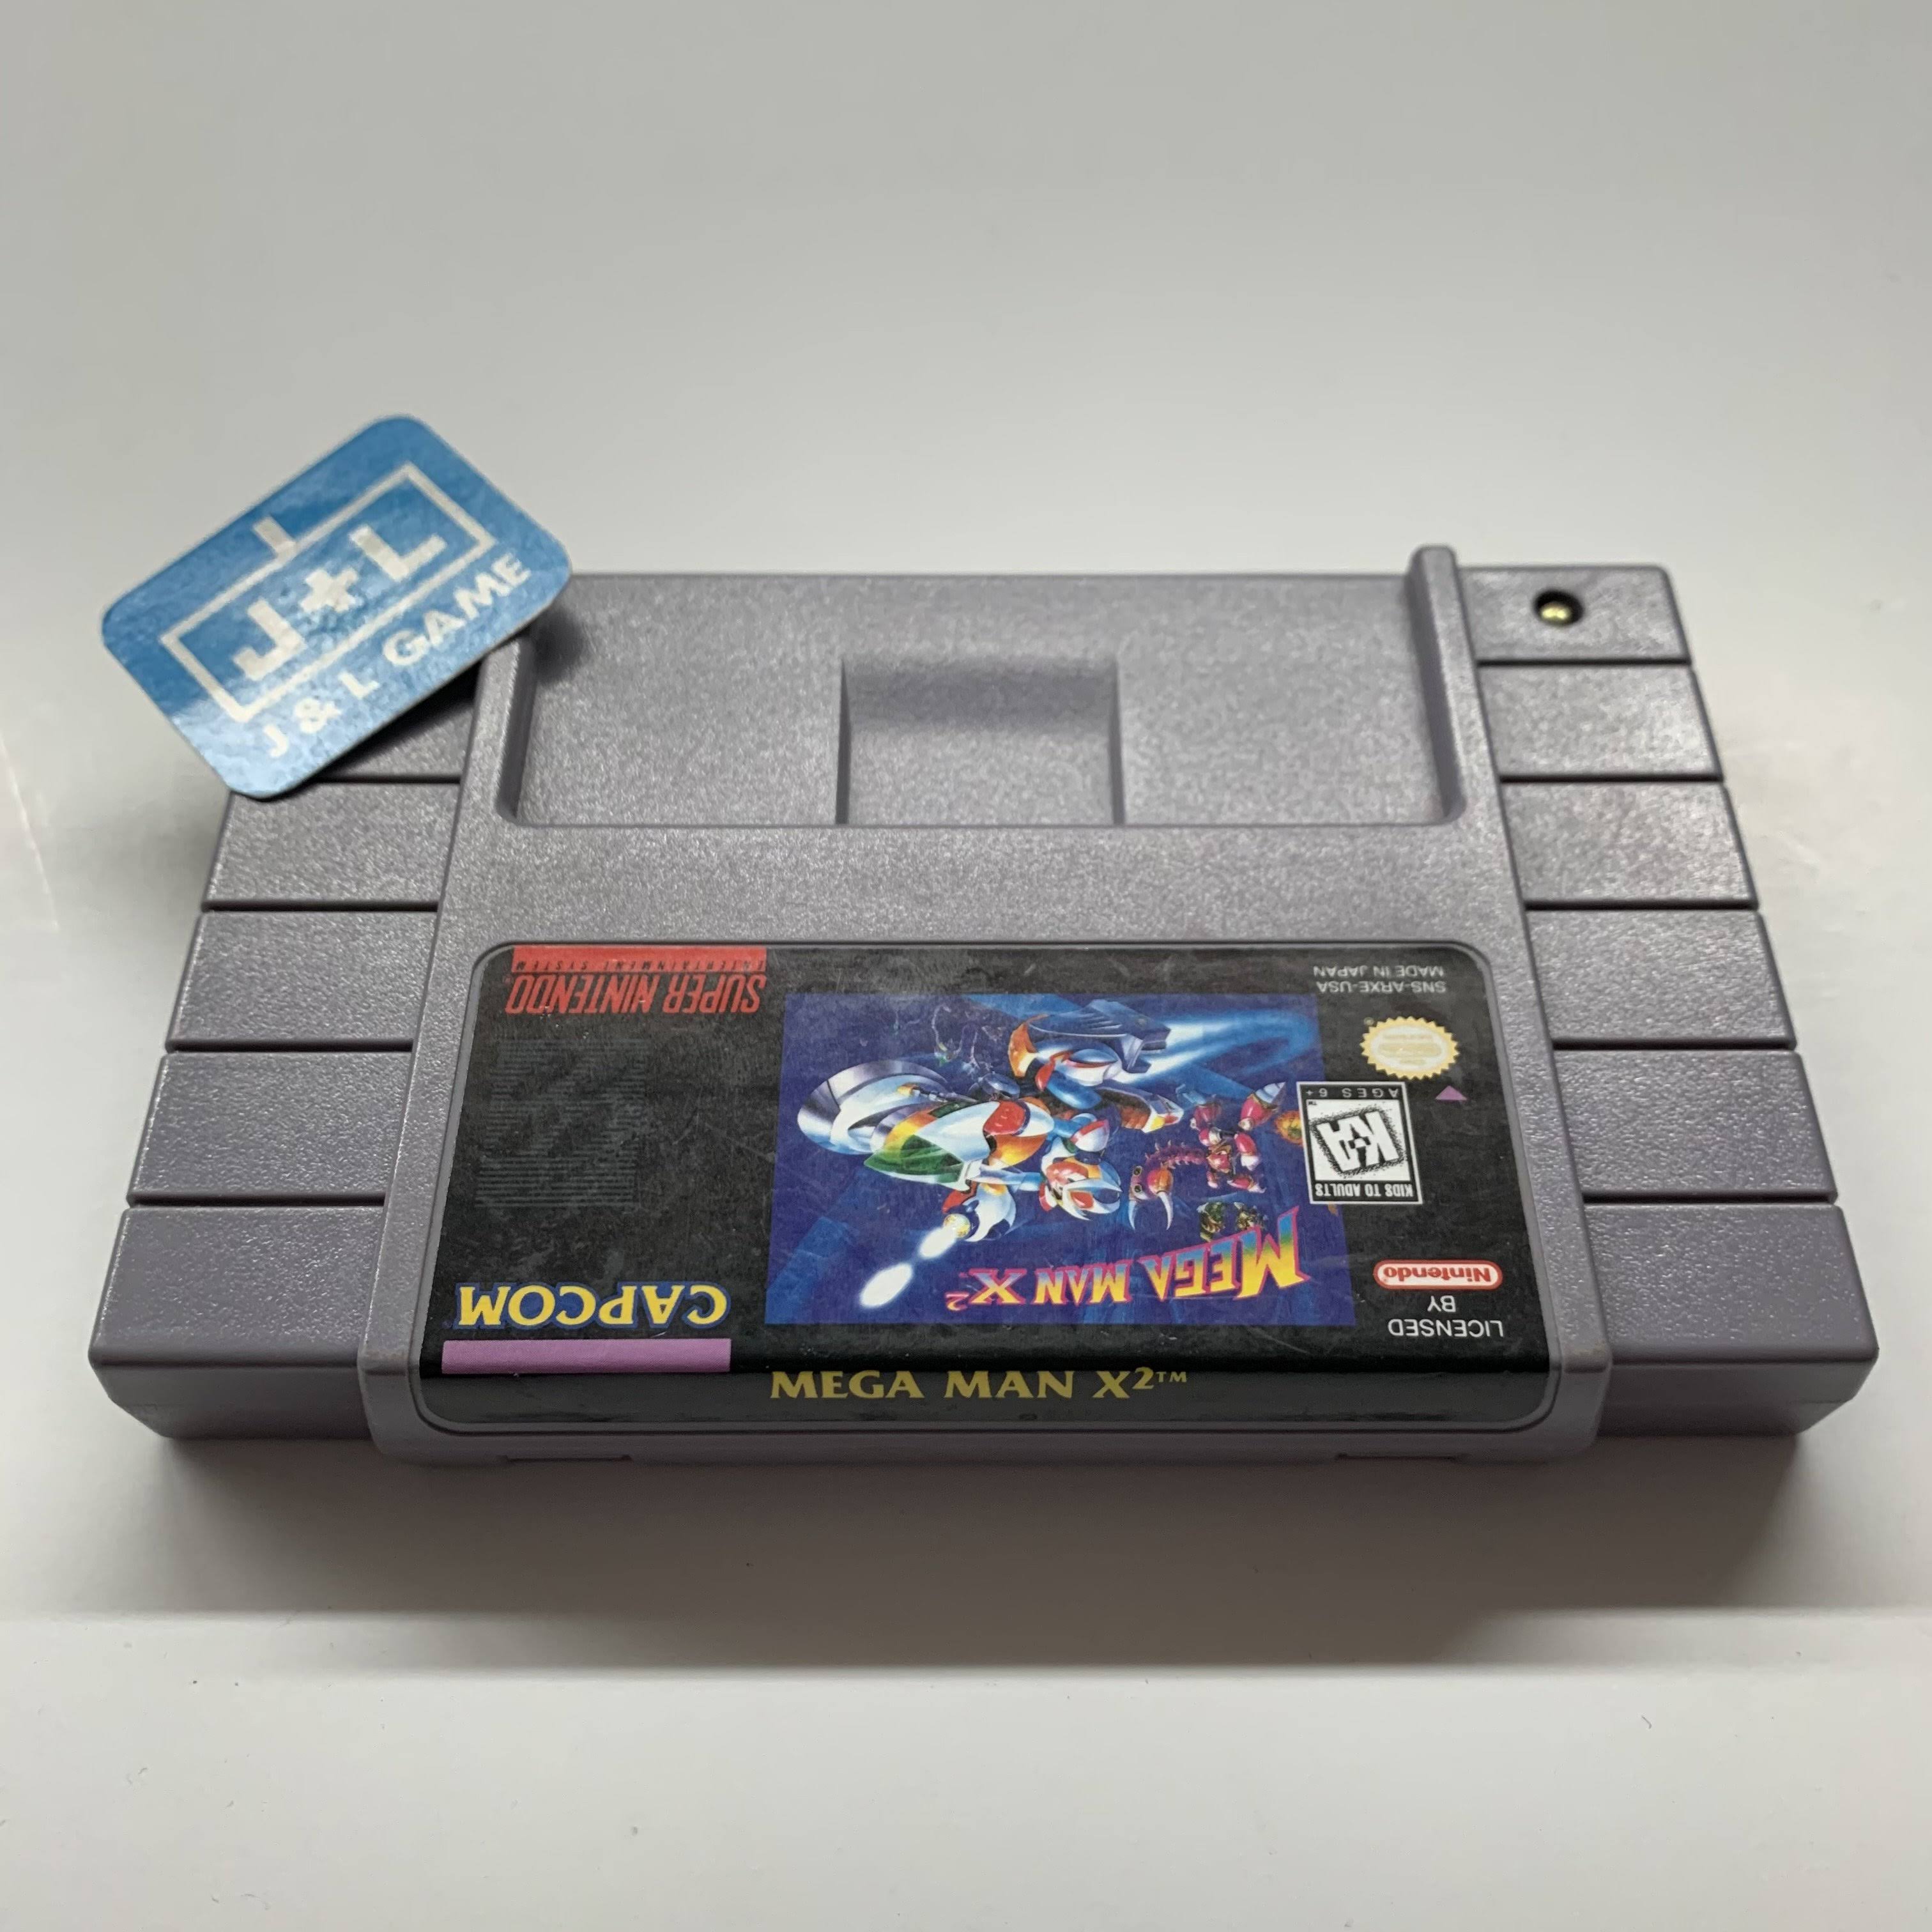 J+L
J & L GAME
SUPER NINTENDO
ENTERTAINMENT SYSTEM
SNS-ARXE-USA
MADE IN JAPAN
AGES 6+
K-A
KIDS TO ADULTS
MEGA MAN X2
LICENSED
BY
Nintendo
CAPCOM
MEGA MAN X2™